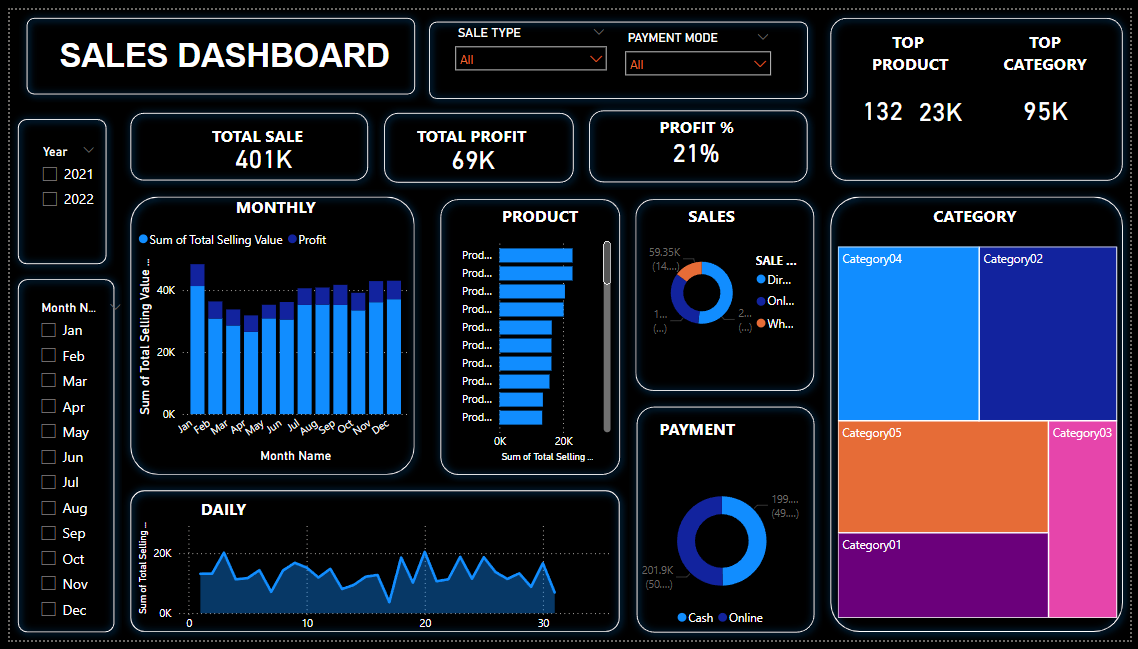 SALES DASHBOARD
SALE TYPE
All
PAYMENT MODE
All
TOP
PRODUCT
132 23K
TOP
CATEGORY
95K
Year
2021
2022
TOTAL SALE
401K
TOTAL PROFIT
69K
PROFIT %
21%
Month N...
Jan
Feb
Mar
Apr
May
Jun
Jul
Aug
Sep
Oct
Nov
Dec
MONTHLY
Sum of Total Selling Value Profit
Sum of Total Selling Value ...
40K
20K
0K
Jan Feb Mar Apr May Jun Jul Aug Sep Oct Nov Dec
Month Name
PRODUCT
Prod...
Prod...
Prod...
Prod...
Prod...
Prod...
Prod...
Prod...
Prod...
Prod...
0K 20K
Sum of Total Selling ...
SALES
59.35K
(14....)
1...
(...)
2...
(...)
SALE ...
Dir...
Onl...
Wh...
CATEGORY
Category04
Category02
Category05
Category03
Category01
DAILY
Sum of Total Selling ...
20K
0K
0 10 20 30
PAYMENT
199....
(49....)
201.9K
(50....)
Cash Online